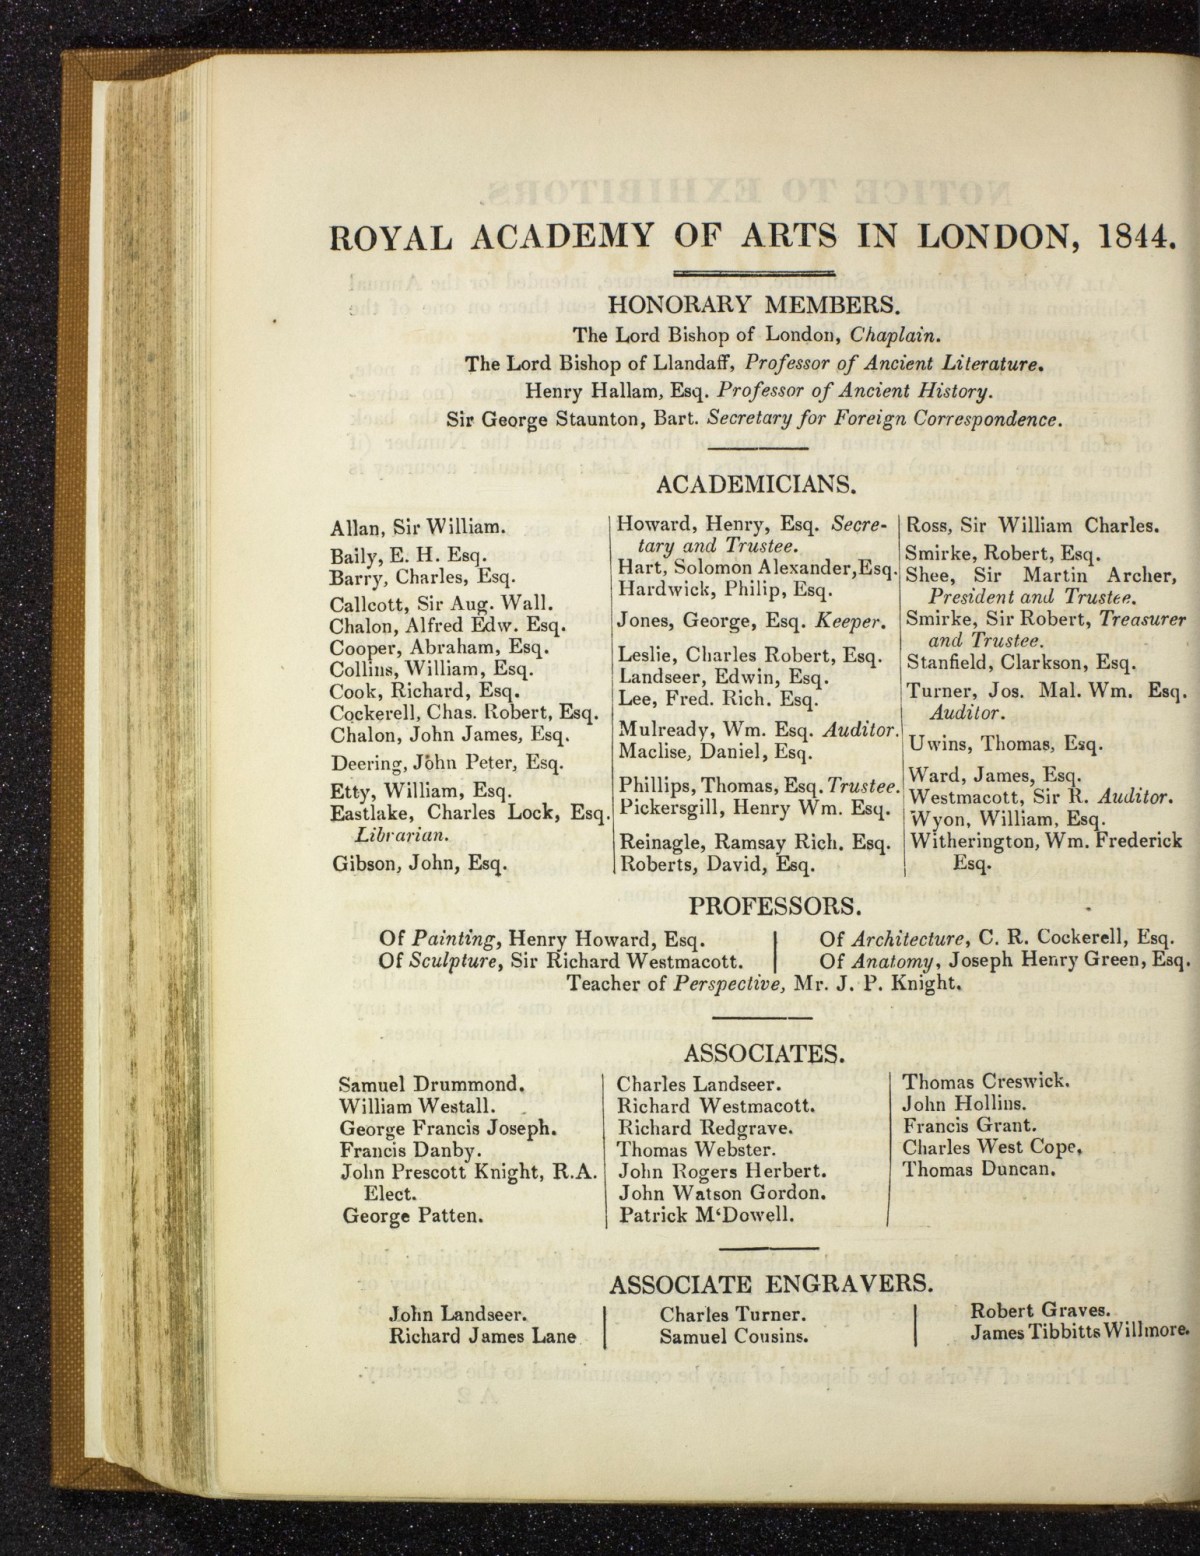 ROYAL ACADEMY OF ARTS IN LONDON, 1844.
HONORARY MEMBERS.
The Lord Bishop of London, Chaplain.
The Lord Bishop of Llandaff, Professor of Ancient Literature.
Henry Hallam, Esq. Professor of Ancient History.
Sir George Staunton, Bart. Secretary for Foreign Correspondence.
ACADEMICIANS.
Allan, Sir William.
Baily, E. H. Esq.
Barry, Charles, Esq.
Callcott, Sir Aug. Wall.
Chalon, Alfred Edw. Esq.
Cooper, Abraham, Esq.
Collins, William, Esq.
Cook, Richard, Esq.
Cockerell, Chas. Robert, Esq.
Chalon, John James, Esq.
Deering, John Peter, Esq.
Etty, William, Esq.
Eastlake, Charles Lock, Esq.
Librarian.
Gibson, John, Esq.
Howard, Henry, Esq. Secre-
tary and Trustee.
Hart, Solomon Alexander, Esq.
Hardwick, Philip, Esq.
Jones, George, Esq. Keeper.
Leslie, Charles Robert, Esq.
Landseer, Edwin, Esq.
Lee, Fred. Rich. Esq.
Mulready, Wm. Esq. Auditor.
Maclise, Daniel, Esq.
Phillips, Thomas, Esq. Trustee.
Pickersgill, Henry Wm. Esq.
Reinagle, Ramsay Rich. Esq.
Roberts, David, Esq.
Ross, Sir William Charles.
Smirke, Robert, Esq.
Shee, Sir Martin Archer,
President and Trustee.
Smirke, Sir Robert, Treasurer
and Trustee.
Stanfield, Clarkson, Esq.
Turner, Jos. Mal. Wm. Esq.
Auditor.
Uwins, Thomas, Esq.
Ward, James, Esq.
Westmacott, Sir R. Auditor.
Wyon, William, Esq.
Witherington, Wm. Frederick
Esq.
PROFESSORS.
Of Painting, Henry Howard, Esq.
Of Sculpture, Sir Richard Westmacott.
Of Architecture, C. R. Cockerell, Esq.
Of Anatomy, Joseph Henry Green, Esq.
Teacher of Perspective, Mr. J. P. Knight.
ASSOCIATES.
Samuel Drummond.
William Westall.
George Francis Joseph.
Francis Danby.
John Prescott Knight, R.A.
Elect.
George Patten.
Charles Landseer.
Richard Westmacott.
Richard Redgrave.
Thomas Webster.
John Rogers Herbert.
John Watson Gordon.
Patrick M‘Dowell.
Thomas Creswick.
John Hollins.
Francis Grant.
Charles West Cope.
Thomas Duncan.
ASSOCIATE ENGRAVERS.
John Landseer.
Richard James Lane
Charles Turner.
Samuel Cousins.
Robert Graves.
James Tibbitts Willmore.